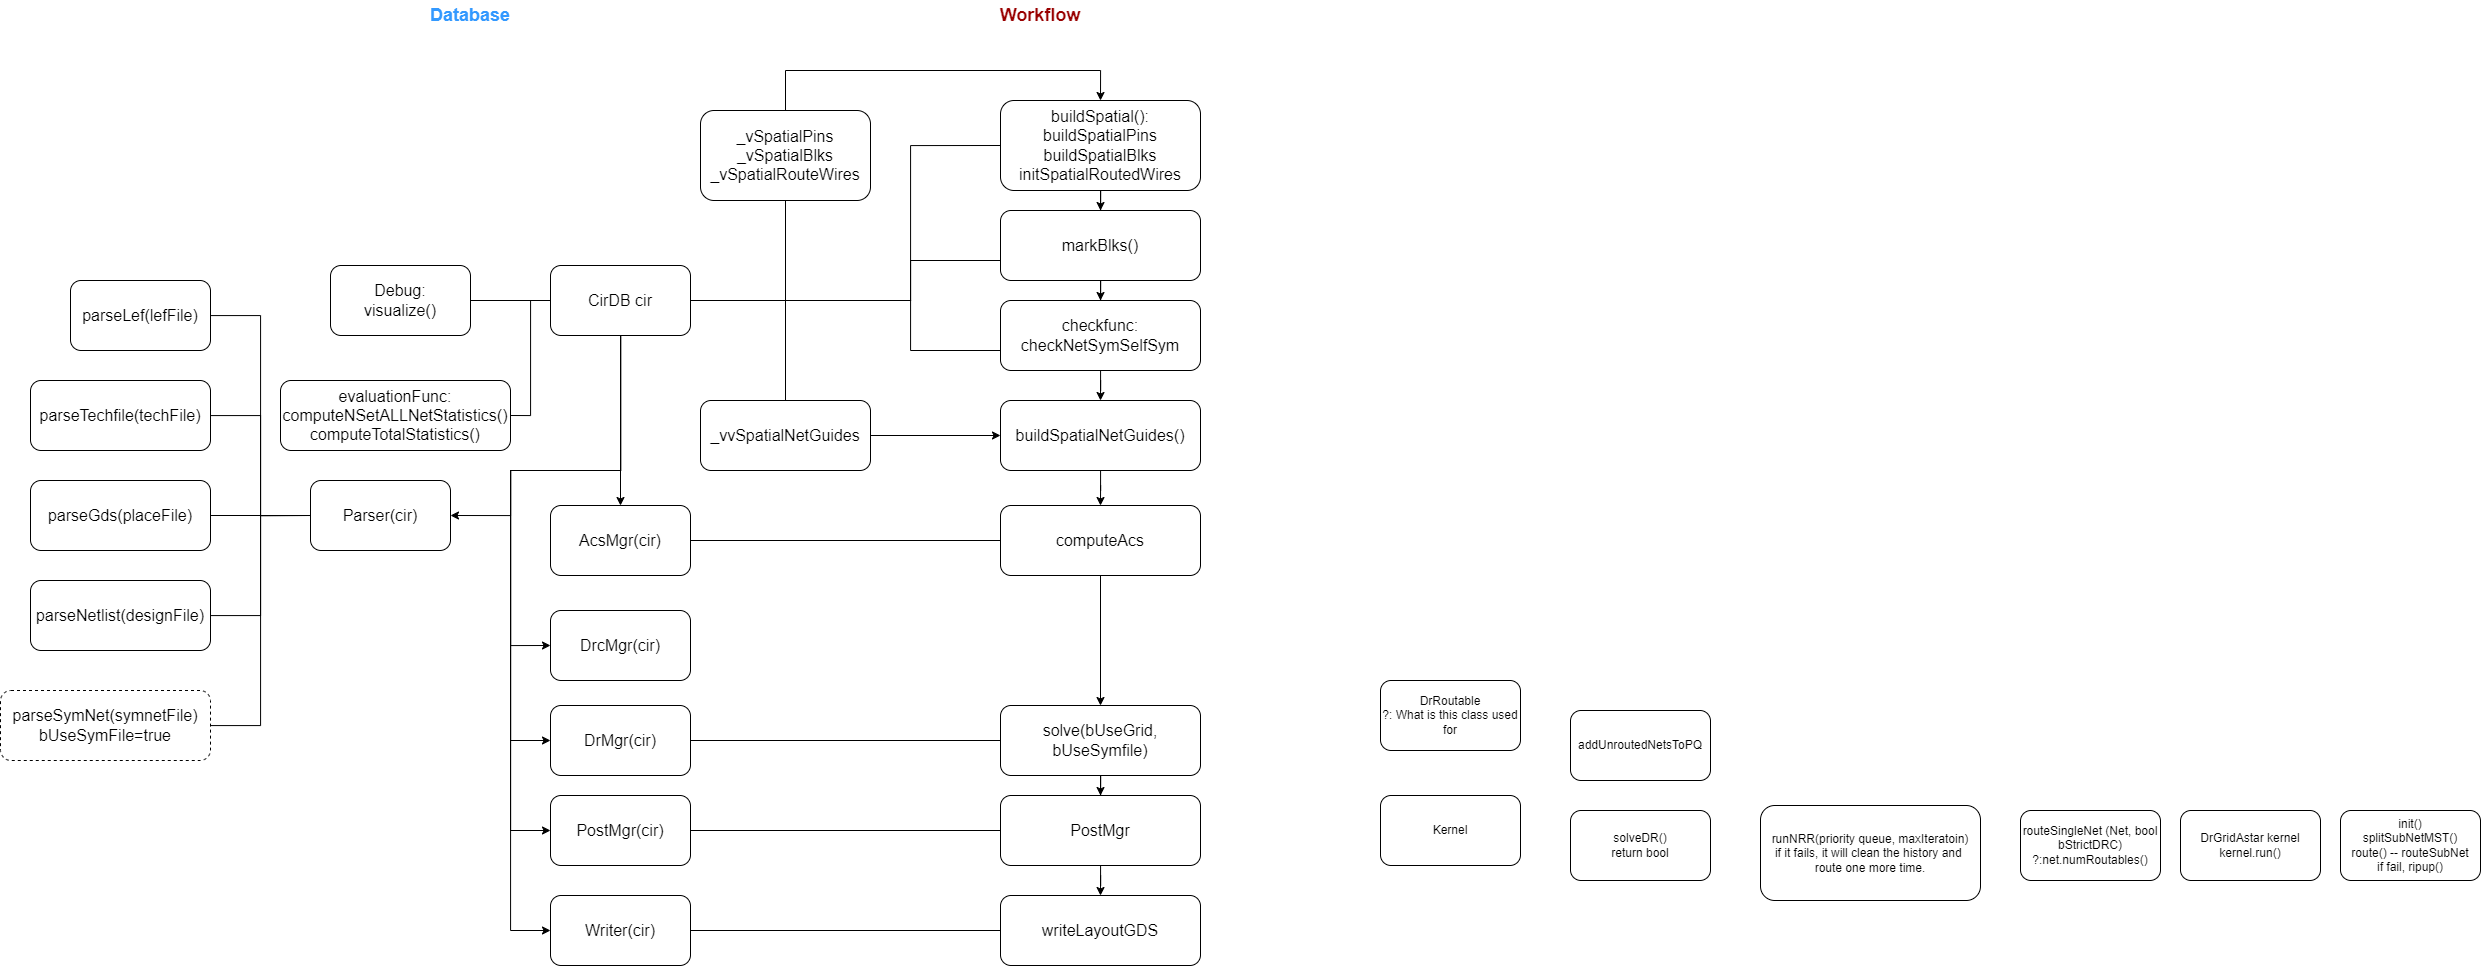 Database
Workflow
_vSpatialPins
_vSpatialBlks
_vSpatialRouteWires
buildSpatial():
buildSpatialPins
buildSpatialBlks
initSpatialRoutedWires
markBlks()
Debug:
visualize()
CirDB cir
parseLef(lefFile)
checkfunc:
checkNetSymSelfSym
parseTechfile(techFile)
evaluationFunc:
computeNSetALLNetStatistics()
computeTotalStatistics()
_vvSpatialNetGuides
buildSpatialNetGuides()
parseGds(placeFile)
Parser(cir)
AcsMgr(cir)
computeAcs
parseNetlist(designFile)
DrcMgr(cir)
parseSymNet(symnetFile)
bUseSymFile=true
DrMgr(cir)
solve(bUseGrid,
bUseSymfile)
DrRoutable
?: What is this class used
for
addUnroutedNetsToPQ
PostMgr(cir)
PostMgr
Kernel
solveDR()
return bool
runNRR(priority queue, maxIteratoin)
if it fails, it will clean the history and
route one more time.
routeSingleNet (Net, bool
bStrictDRC)
?:net.numRoutables()
DrGridAstar kernel
kernel.run()
init()
splitSubNetMST()
route() -- routeSubNet
if fail, ripup()
Writer(cir)
writeLayoutGDS